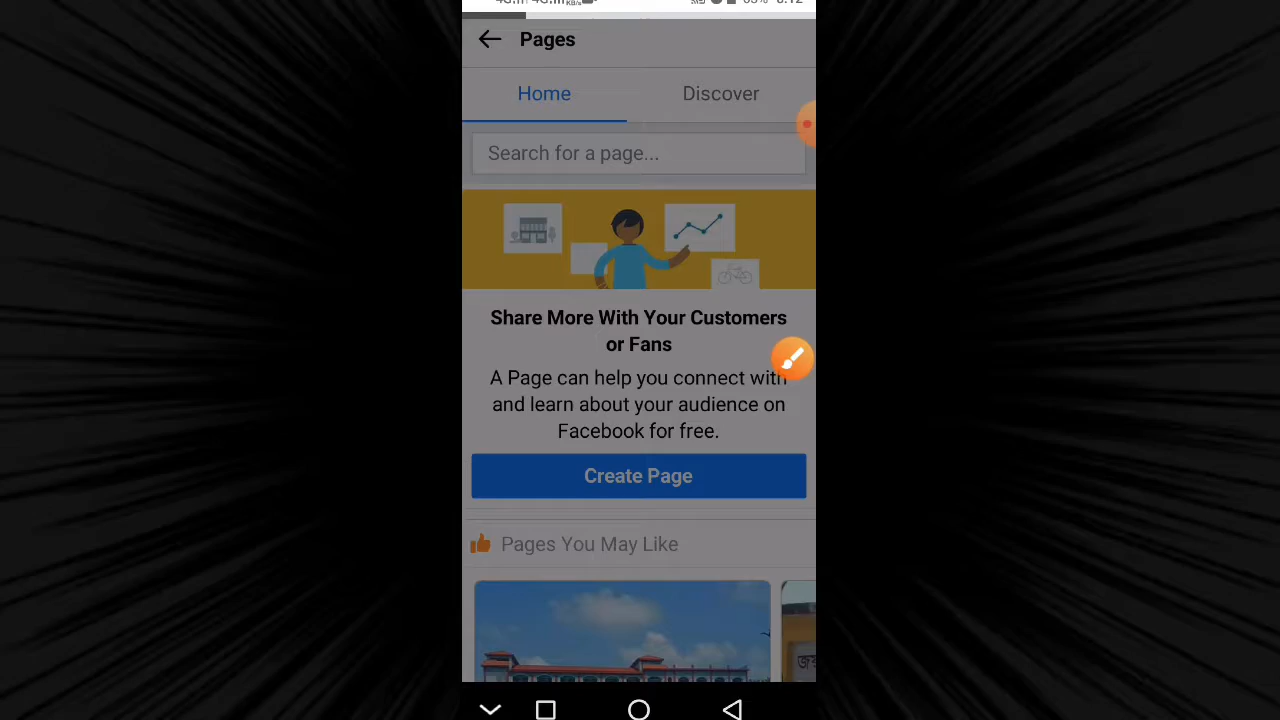 Pages
Home
Discover
Search for a page...
Share More With Your Customers
or Fans
A Page can help you connect with
and learn about your audience on
Facebook for free.
Create Page
Pages You May Like